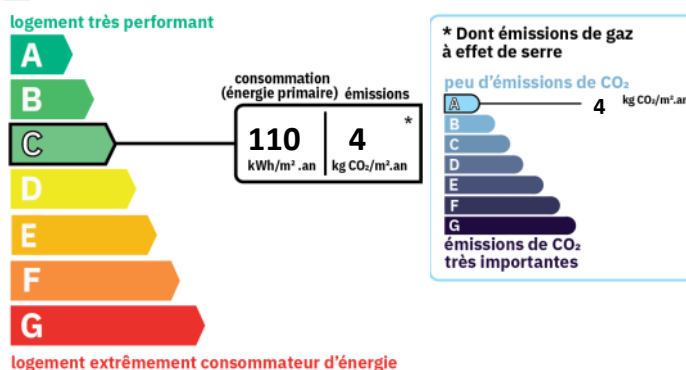 logement très performant
A
B
C
D
E
F
G
logement extrêmement consommateur d'énergie
consommation
(énergie primaire) émissions
110 4 *
kWh/m² .an kg CO₂/m².an
* Dont émissions de gaz
à effet de serre
peu d'émissions de CO₂
A 4 kg CO₂/m².an
B
C
D
E
F
G
émissions de CO₂
très importantes